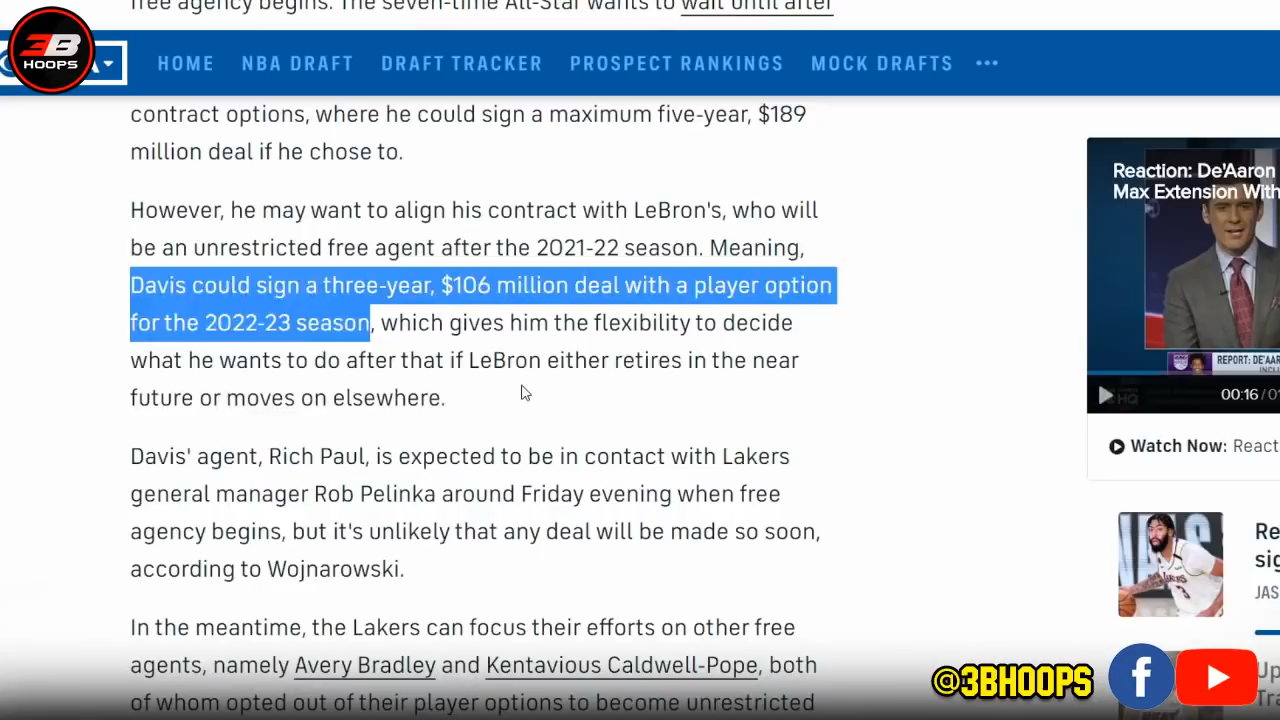 free agency begins. The seven-time All-Star wants to wait until after
3B
HOOPS
HOME NBA DRAFT DRAFT TRACKER PROSPECT RANKINGS MOCK DRAFTS
contract options, where he could sign a maximum five-year, $189
million deal if he chose to.
However, he may want to align his contract with LeBron's, who will
be an unrestricted free agent after the 2021-22 season. Meaning,
Davis could sign a three-year, $106 million deal with a player option
for the 2022-23 season, which gives him the flexibility to decide
what he wants to do after that if LeBron either retires in the near
future or moves on elsewhere.
Davis' agent, Rich Paul, is expected to be in contact with Lakers
general manager Rob Pelinka around Friday evening when free
agency begins, but it's unlikely that any deal will be made so soon,
according to Wojnarowski.
In the meantime, the Lakers can focus their efforts on other free
agents, namely Avery Bradley and Kentavious Caldwell-Pope, both
of whom opted out of their player options to become unrestricted
Reaction: De'Aaron
Max Extension With
REPORT: DE'AAR
00:16 / 01
Watch Now: React
Re
sig
JAS
Up
Tra
@3BHOOPS